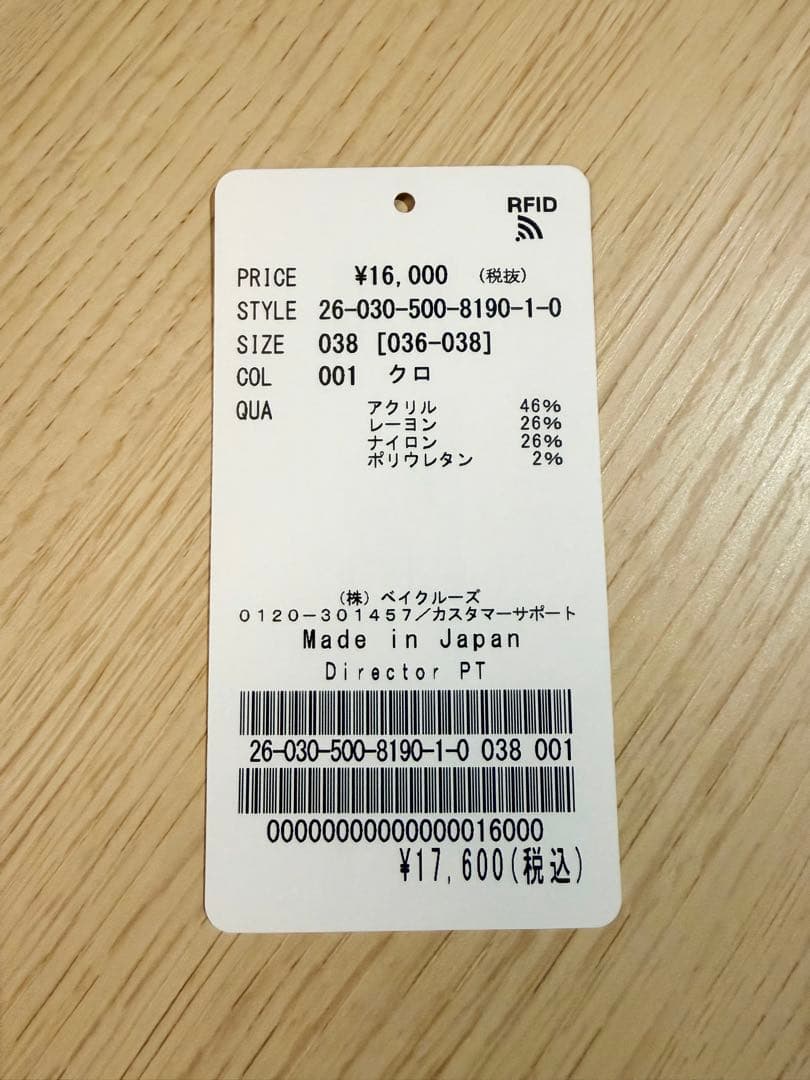 RFID
PRICE ¥16,000 (税抜)
STYLE 26-030-500-8190-1-0
SIZE 038 [036-038]
COL 001 クロ
QUA アクリル 46%
レーヨン 26%
ナイロン 26%
ポリウレタン 2%
(株)ベイクルーズ
0120-301457/カスタマーサポート
Made in Japan
Director PT
26-030-500-8190-1-0 038 001
00000000000000016000
¥17,600(税込)